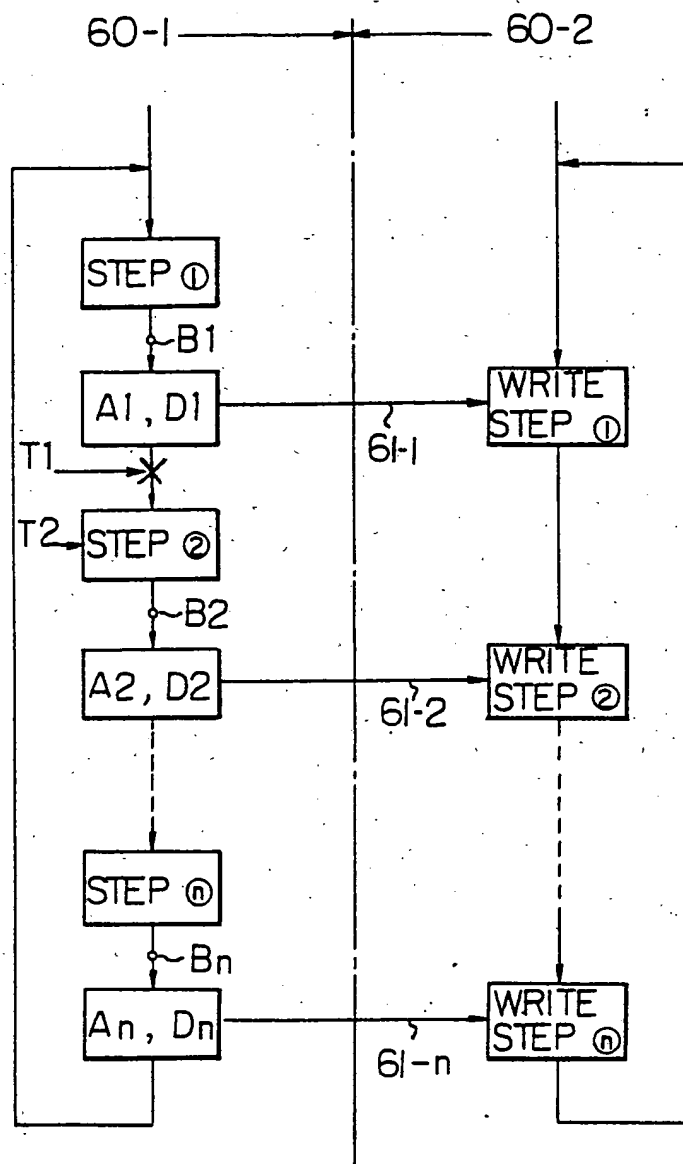 60-1
60-2
STEP ①
B1
A1, D1
WRITE
STEP ①
61-1
T1
T2
STEP ②
B2
A2, D2
WRITE
STEP ②
61-2
STEP ⓝ
Bn
An, Dn
WRITE
STEP ⓝ
61-n